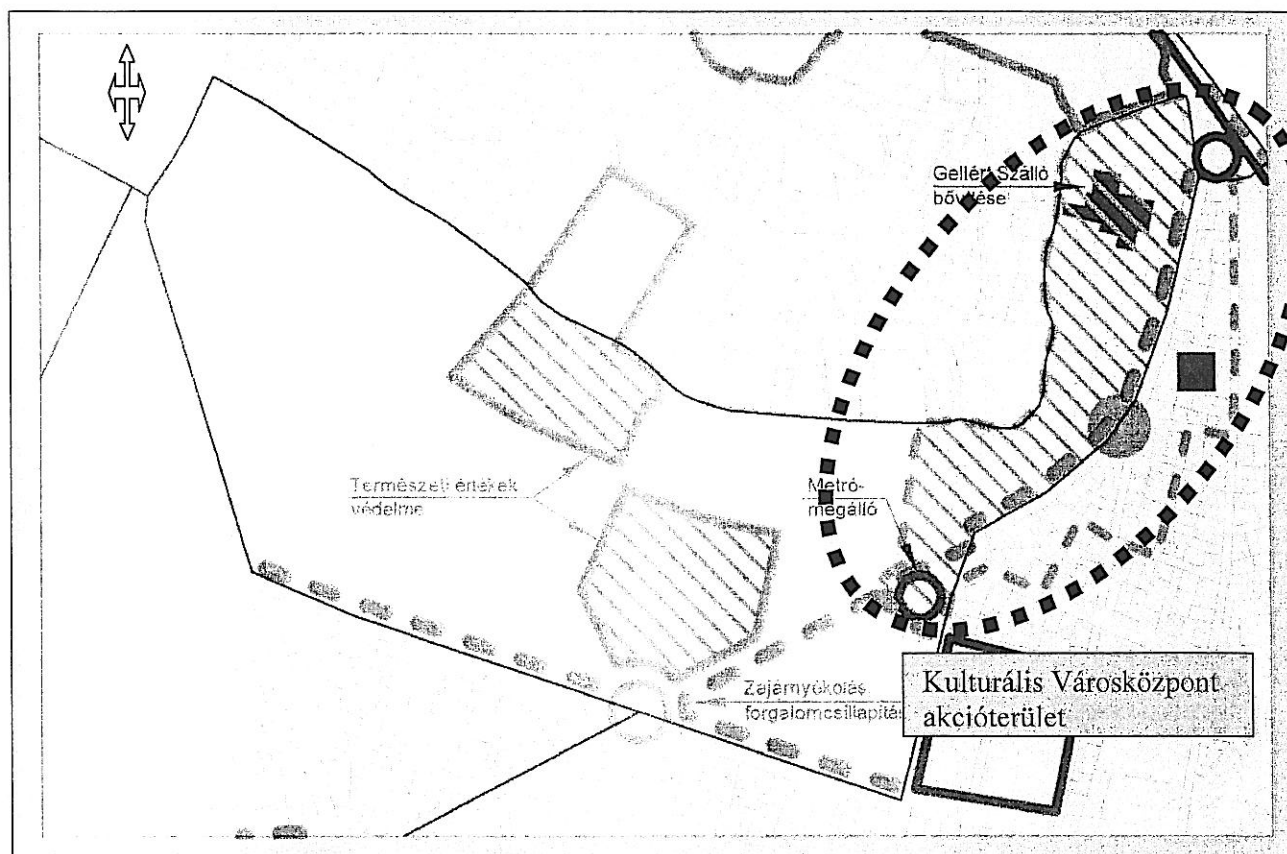 Gellért Szálló
bővítése
Természeti értékek
védelme
Metró-
megálló
Zajárnyékolás
forgalomcsillapítás
Kulturális Városközpont
akcióterület